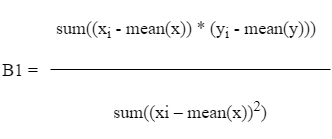 sum((xi - mean(x)) * (yi - mean(y)))
B1 =
sum((xi – mean(x))2)